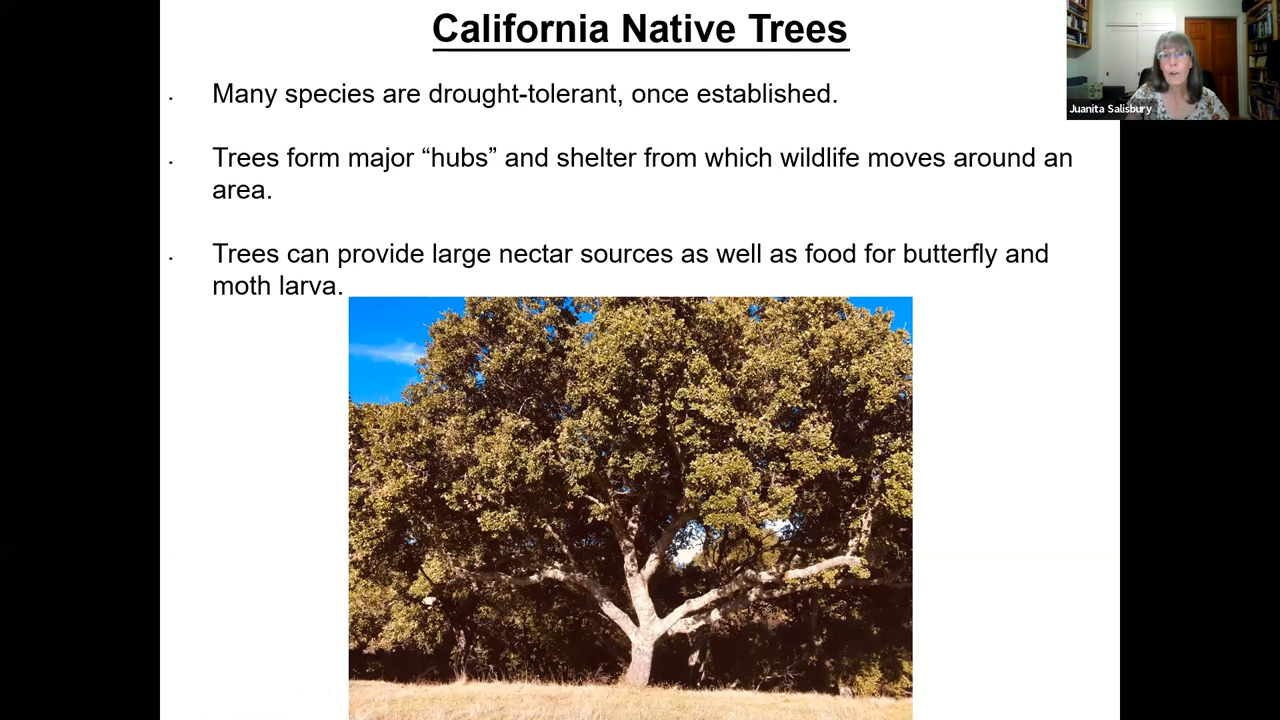 California Native Trees
Juanita Salisbury
· Many species are drought-tolerant, once established.
· Trees form major “hubs” and shelter from which wildlife moves around an
area.
· Trees can provide large nectar sources as well as food for butterfly and
moth larva.